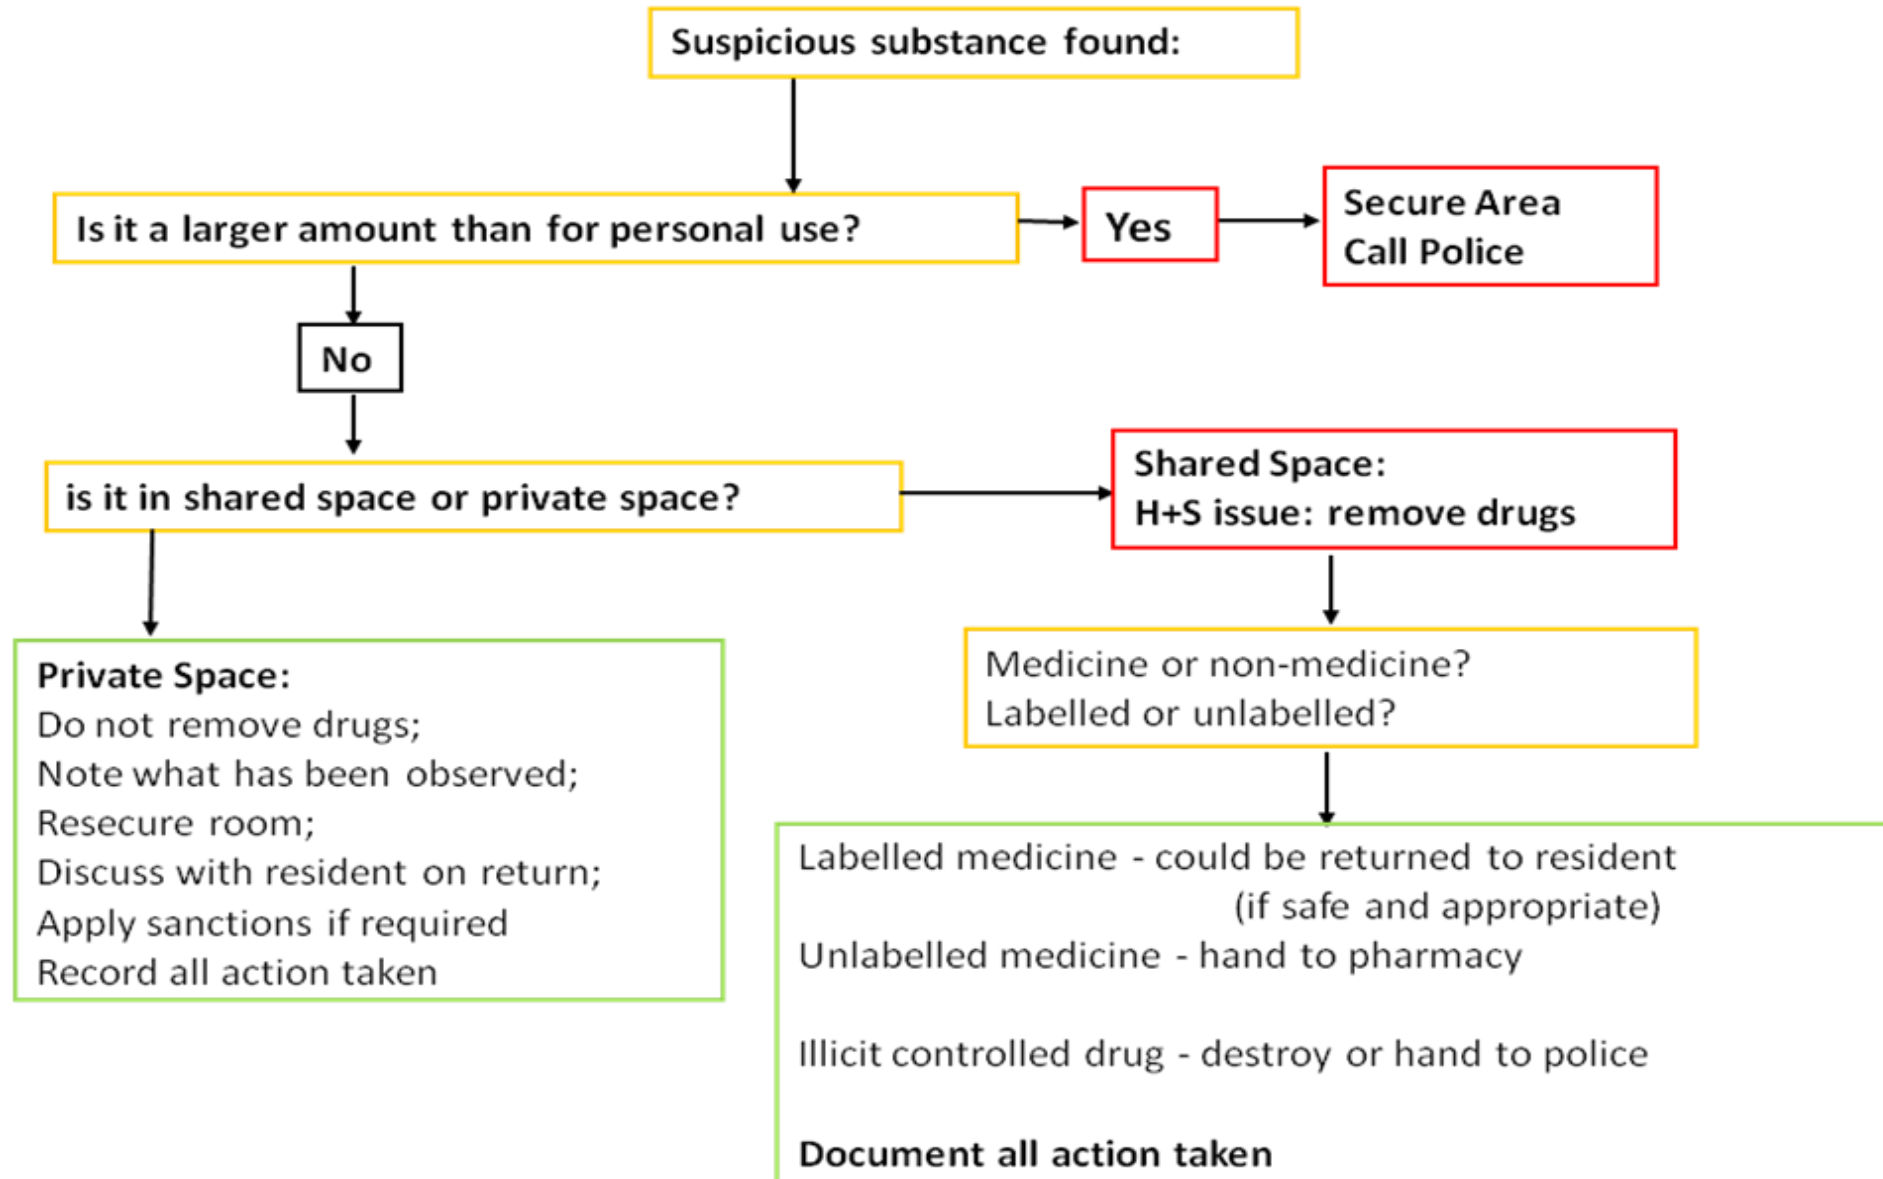 Suspicious substance found:
Is it a larger amount than for personal use?
Yes
Secure Area
Call Police
No
is it in shared space or private space?
Shared Space:
H+S issue: remove drugs
Private Space:
Do not remove drugs;
Note what has been observed;
Resecure room;
Discuss with resident on return;
Apply sanctions if required
Record all action taken
Medicine or non-medicine?
Labelled or unlabelled?
Labelled medicine - could be returned to resident
(if safe and appropriate)
Unlabelled medicine - hand to pharmacy
Illicit controlled drug - destroy or hand to police
Document all action taken